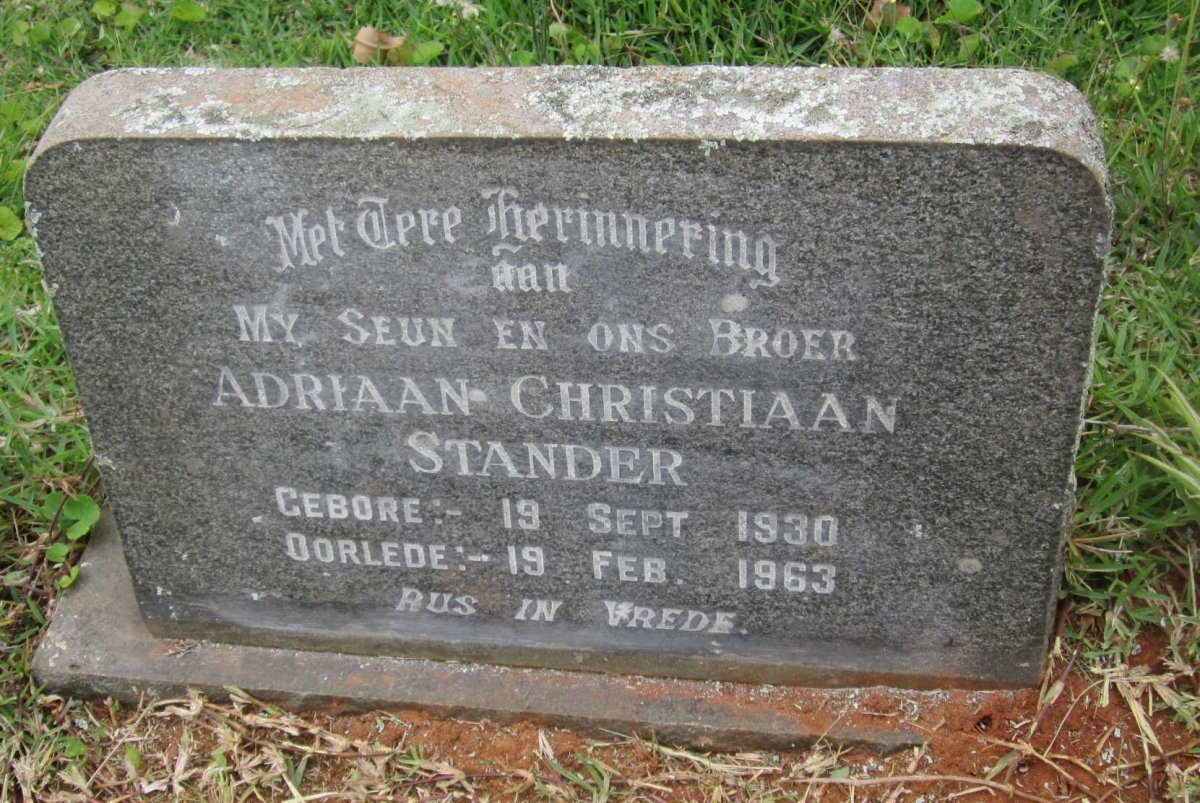 Met Tere Herinnering
aan
MY SEUN EN ONS BROER
ADRIAAN CHRISTIAAN
STANDER
GEBORE:- 19 SEPT 1930
OORLEDE:- 19 FEB. 1963
RUS IN VREDE.